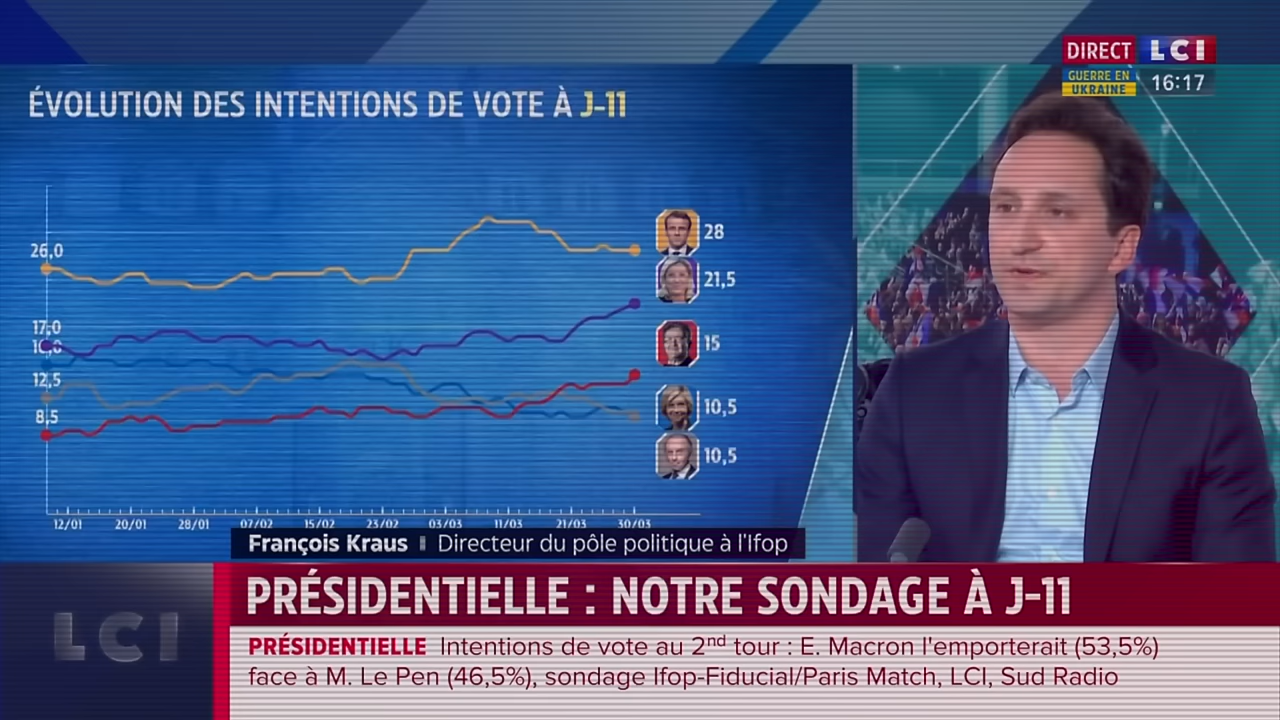 DIRECT LCI
GUERRE EN
UKRAINE
16:17
ÉVOLUTION DES INTENTIONS DE VOTE À J-11
26,0
17,0
12,5
8,5
28
21,5
15
10,5
10,5
12/01 20/01 28/01 07/02 15/02 23/02 03/03 11/03 21/03 30/03
François Kraus Directeur du pôle politique à l'Ifop
LCI
PRÉSIDENTIELLE : NOTRE SONDAGE À J-11
PRÉSIDENTIELLE Intentions de vote au 2nd tour : E. Macron l'emporterait (53,5%)
face à M. Le Pen (46,5%), sondage Ifop-Fiducial/Paris Match, LCI, Sud Radio